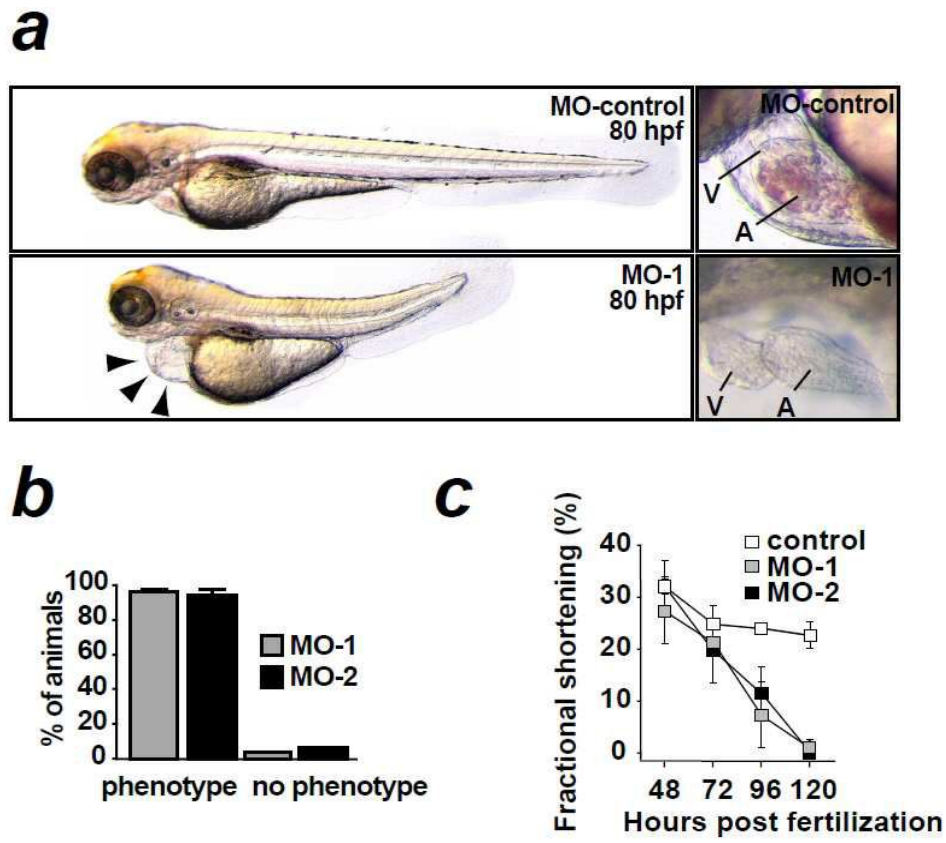 a
MO-control
80 hpf
MO-control
V
A
MO-1
80 hpf
MO-1
V
A
b
% of animals
100
80
60
40
20
0
MO-1
MO-2
phenotype no phenotype
c
Fractional shortening (%)
40
30
20
10
0
control
MO-1
MO-2
48 72 96 120
Hours post fertilization